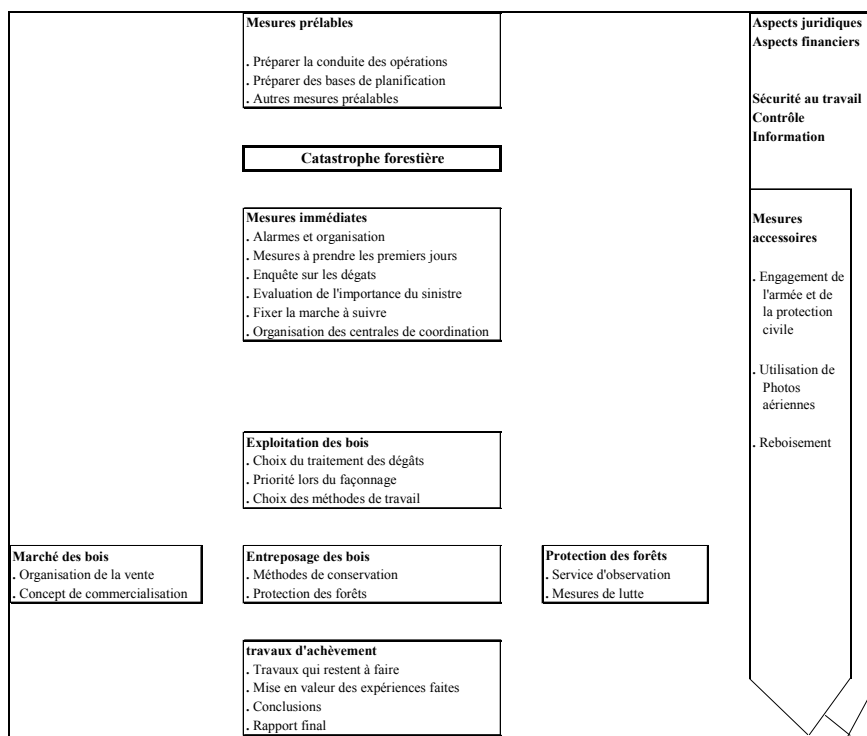 Mesures prélables
. Préparer la conduite des opérations
. Préparer des bases de planification
. Autres mesures préalables
Catastrophe forestière
Mesures immédiates
. Alarmes et organisation
. Mesures à prendre les premiers jours
. Enquête sur les dégats
. Evaluation de l'importance du sinistre
. Fixer la marche à suivre
. Organisation des centrales de coordination
Exploitation des bois
. Choix du traitement des dégâts
. Priorité lors du façonnage
. Choix des méthodes de travail
Marché des bois
. Organisation de la vente
. Concept de commercialisation
Entreposage des bois
. Méthodes de conservation
. Protection des forêts
Protection des forêts
. Service d'observation
. Mesures de lutte
travaux d'achèvement
. Travaux qui restent à faire
. Mise en valeur des expériences faites
. Conclusions
. Rapport final
Aspects juridiques
Aspects financiers
Sécurité au travail
Contrôle
Information
Mesures
accessoires
. Engagement de
l'armée et de
la protection
civile
. Utilisation de
Photos
aériennes
. Reboisement